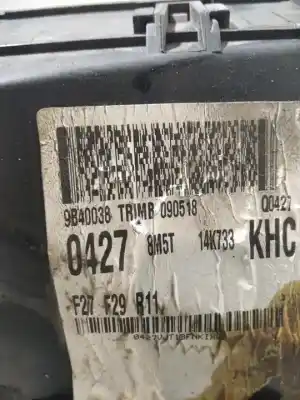 9B40038 TRIMB 090518 Q0427
0427 8M5T 14K733 KHC
F27 F29 R11